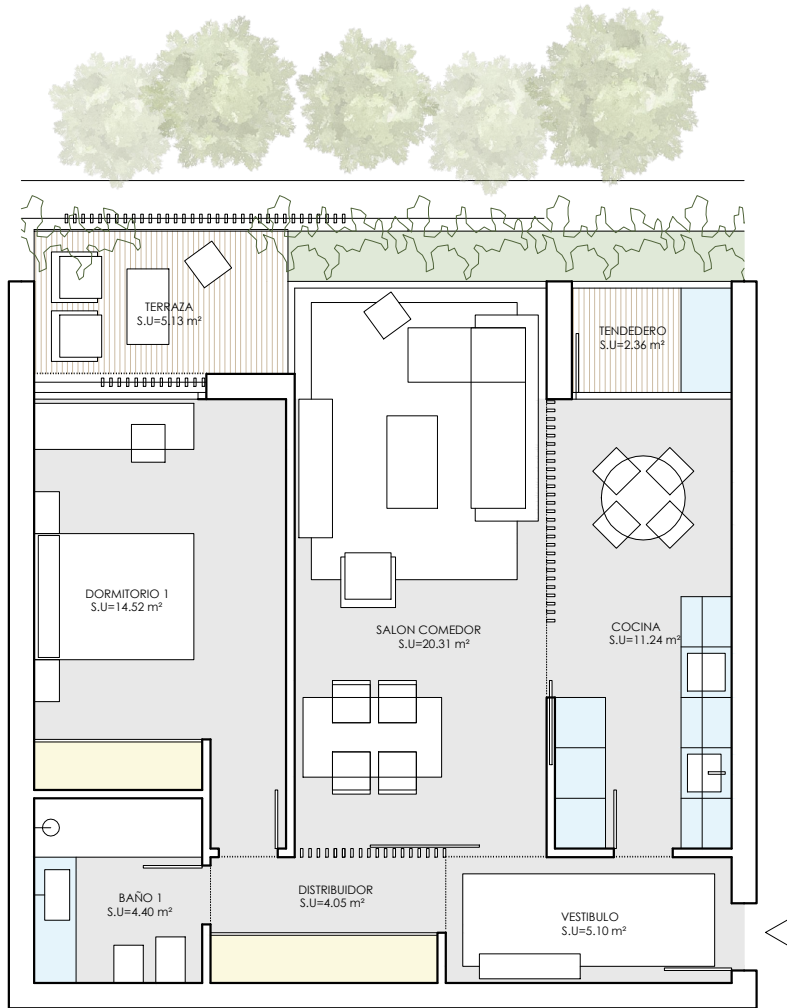 TERRAZA
S.U=5.13 m²
TENDEDERO
S.U=2.36 m²
DORMITORIO 1
S.U=14.52 m²
SALON COMEDOR
S.U=20.31 m²
COCINA
S.U=11.24 m²
BAÑO 1
S.U=4.40 m²
DISTRIBUIDOR
S.U=4.05 m²
VESTIBULO
S.U=5.10 m²